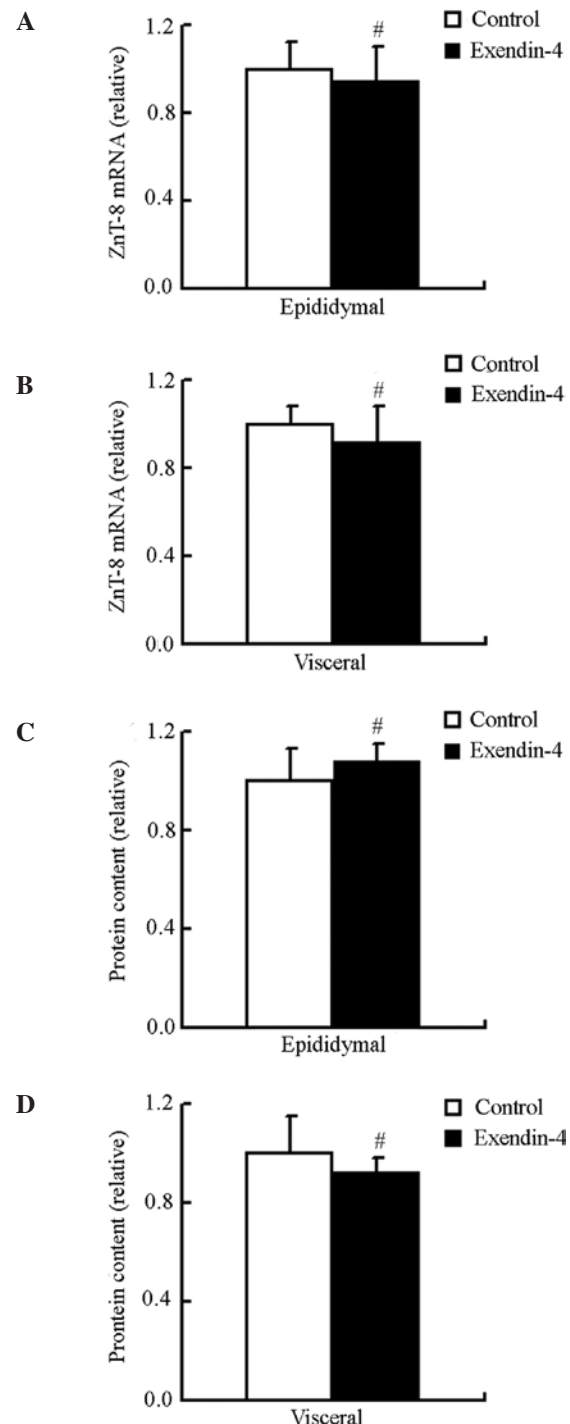 A
Control
Exendin-4
ZnT-8 mRNA (relative)
1.2
0.8
0.4
0.0
#
Epididymal
B
Control
Exendin-4
ZnT-8 mRNA (relative)
1.2
0.8
0.4
0.0
#
Visceral
C
Control
Exendin-4
Protein content (relative)
1.2
0.8
0.4
0.0
#
Epididymal
D
Control
Exendin-4
Prontein content (relative)
1.2
0.8
0.4
0.0
#
Visceral